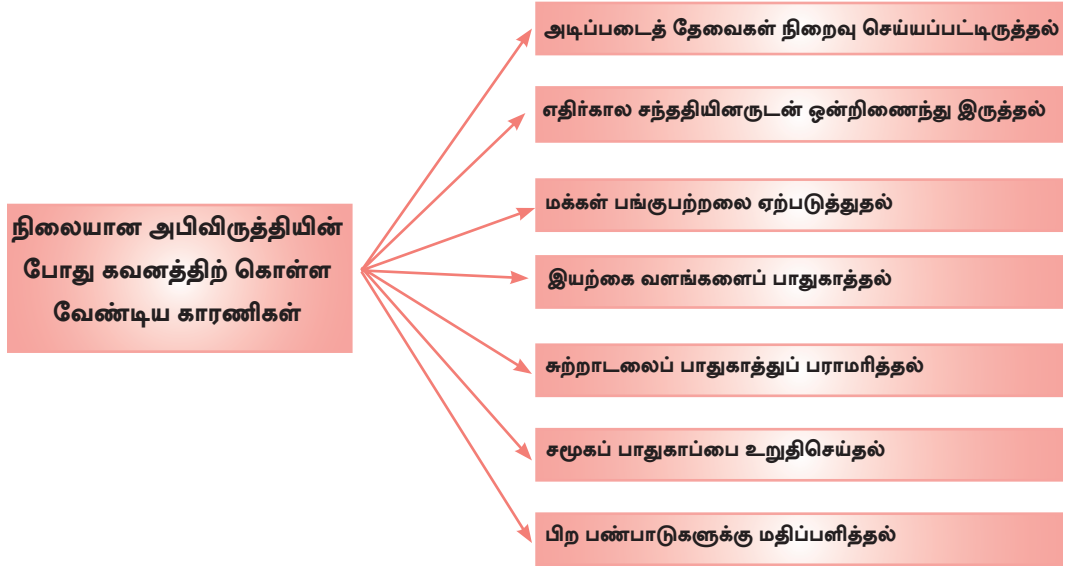 நிலையான அபிவிருத்தியின்
போது கவனத்திற் கொள்ள
வேண்டிய காரணிகள்
அடிப்படைத் தேவைகள் நிறைவு செய்யப்பட்டிருத்தல்
எதிர்கால சந்ததியினருடன் ஒன்றிணைந்து இருத்தல்
மக்கள் பங்குபற்றலை ஏற்படுத்துதல்
இயற்கை வளங்களைப் பாதுகாத்தல்
சுற்றாடலைப் பாதுகாத்துப் பராமரித்தல்
சமூகப் பாதுகாப்பை உறுதிசெய்தல்
பிற பண்பாடுகளுக்கு மதிப்பளித்தல்